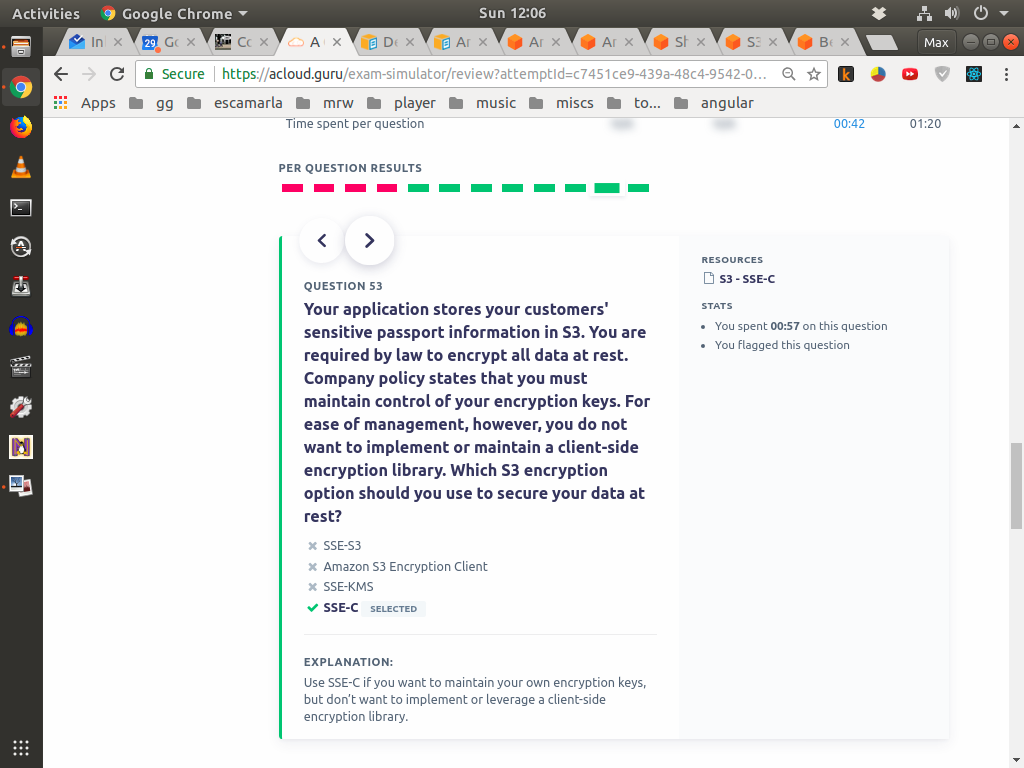 Activities
Google Chrome
Sun 12:06
In
29
Go
Co
A
De
Ar
Ar
Ar
Sh
S3
Be
Max
Secure
https://acloud.guru/exam-simulator/review?attemptId=c7451ce9-439a-48c4-9542-0...
Apps
gg
escamarla
mrw
player
music
miscs
to...
angular
Time spent per question
00:42
01:20
PER QUESTION RESULTS
QUESTION 53
Your application stores your customers'
sensitive passport information in S3. You are
required by law to encrypt all data at rest.
Company policy states that you must
maintain control of your encryption keys. For
ease of management, however, you do not
want to implement or maintain a client-side
encryption library. Which S3 encryption
option should you use to secure your data at
rest?
SSE-S3
Amazon S3 Encryption Client
SSE-KMS
SSE-C SELECTED
EXPLANATION:
Use SSE-C if you want to maintain your own encryption keys,
but don't want to implement or leverage a client-side
encryption library.
RESOURCES
S3 - SSE-C
STATS
You spent 00:57 on this question
You flagged this question